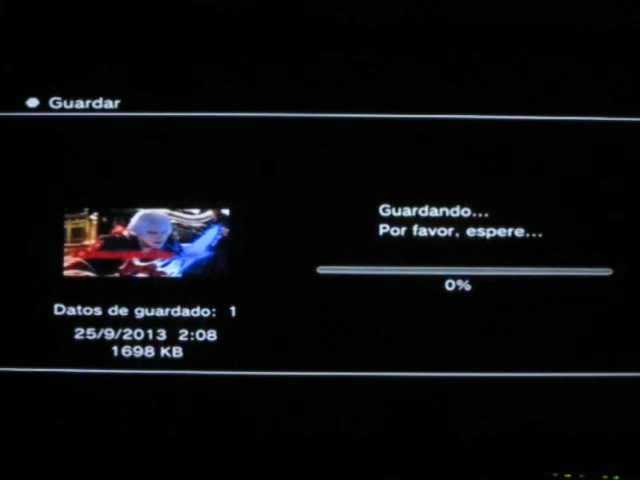 Guardar
Guardando...
Por favor, espere...
0%
Datos de guardado: 1
25/9/2013 2:08
1698 KB